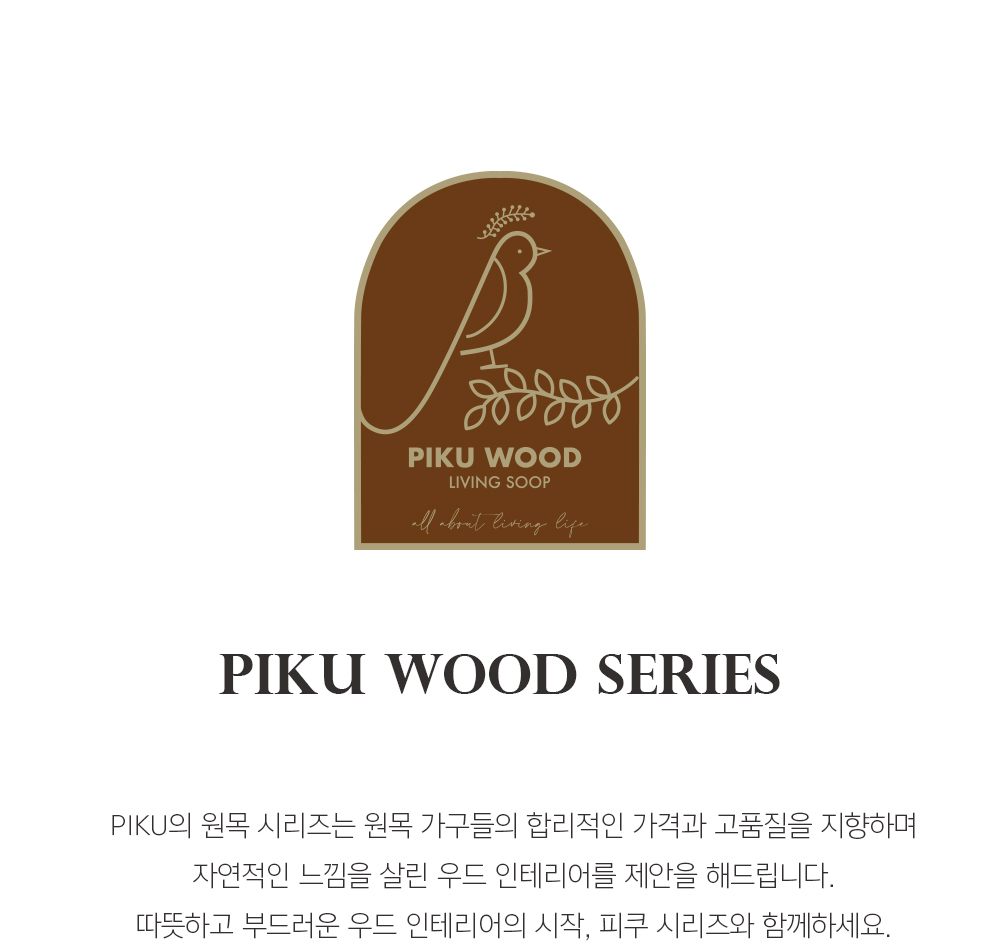 PIKU WOOD
LIVING SOOP
all about living life
PIKU WOOD SERIES
PIKU의 원목 시리즈는 원목 가구들의 합리적인 가격과 고품질을 지향하며
자연적인 느낌을 살린 우드 인테리어를 제안을 해드립니다.
따뜻하고 부드러운 우드 인테리어의 시작, 피쿠 시리즈와 함께하세요.